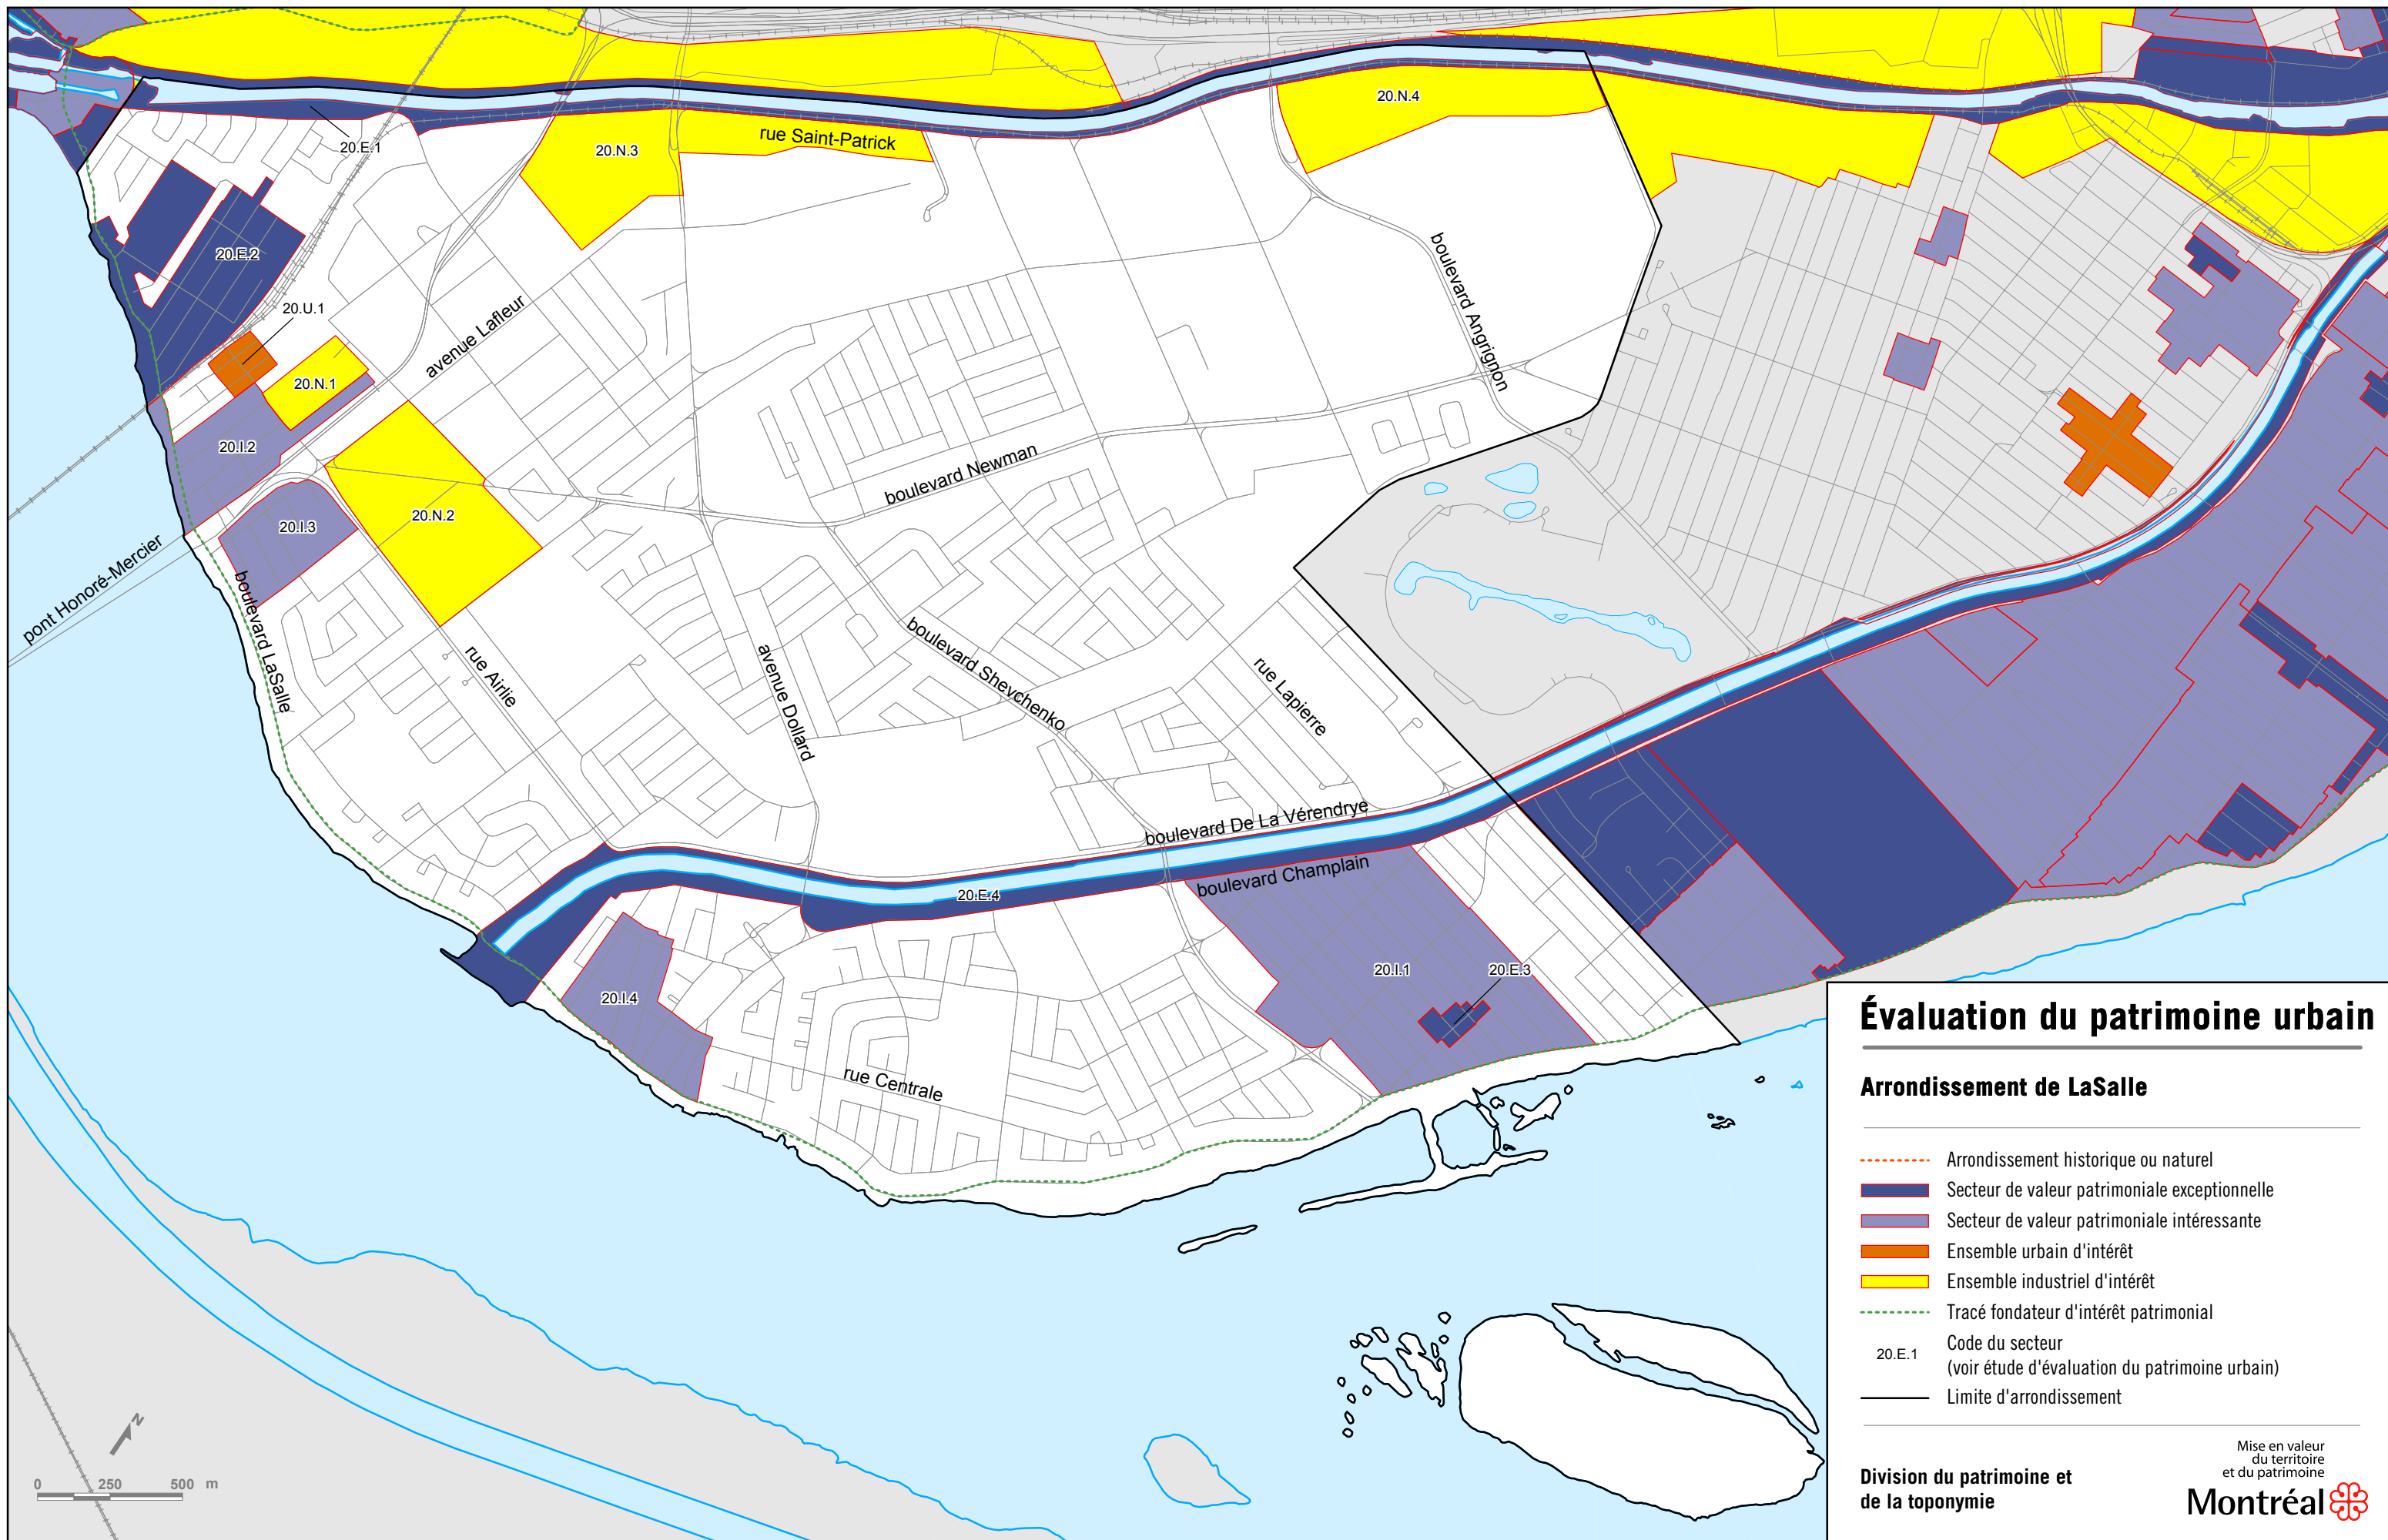 20.E.1
20.N.3
rue Saint-Patrick
20.N.4
20.E.2
20.U.1
20.N.1
20.I.2
20.I.3
20.N.2
avenue Lafleur
boulevard Angrignon
boulevard Newman
pont Honoré-Mercier
boulevard LaSalle
rue Airlie
avenue Dollard
boulevard Shevchenko
rue Lapierre
boulevard De La Vérendrye
boulevard Champlain
20.E.4
20.I.4
20.I.1
20.E.3
rue Centrale
N
0 250 500 m
Évaluation du patrimoine urbain
Arrondissement de LaSalle
Arrondissement historique ou naturel
Secteur de valeur patrimoniale exceptionnelle
Secteur de valeur patrimoniale intéressante
Ensemble urbain d'intérêt
Ensemble industriel d'intérêt
Tracé fondateur d'intérêt patrimonial
20.E.1 Code du secteur
(voir étude d'évaluation du patrimoine urbain)
Limite d'arrondissement
Division du patrimoine et
de la toponymie
Mise en valeur
du territoire
et du patrimoine
Montréal